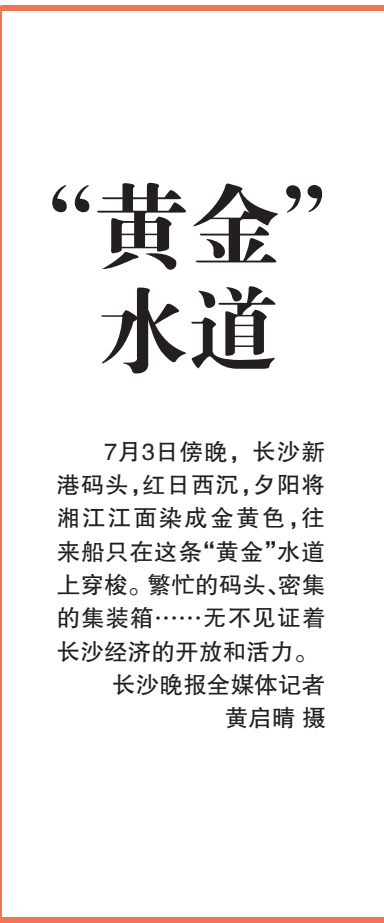 “黄金”
水道
7月3日傍晚，长沙新
港码头，红日西沉，夕阳将
湘江江面染成金黄色，往
来船只在这条“黄金”水道
上穿梭。繁忙的码头、密集
的集装箱……无不见证着
长沙经济的开放和活力。
长沙晚报全媒体记者
黄启晴 摄